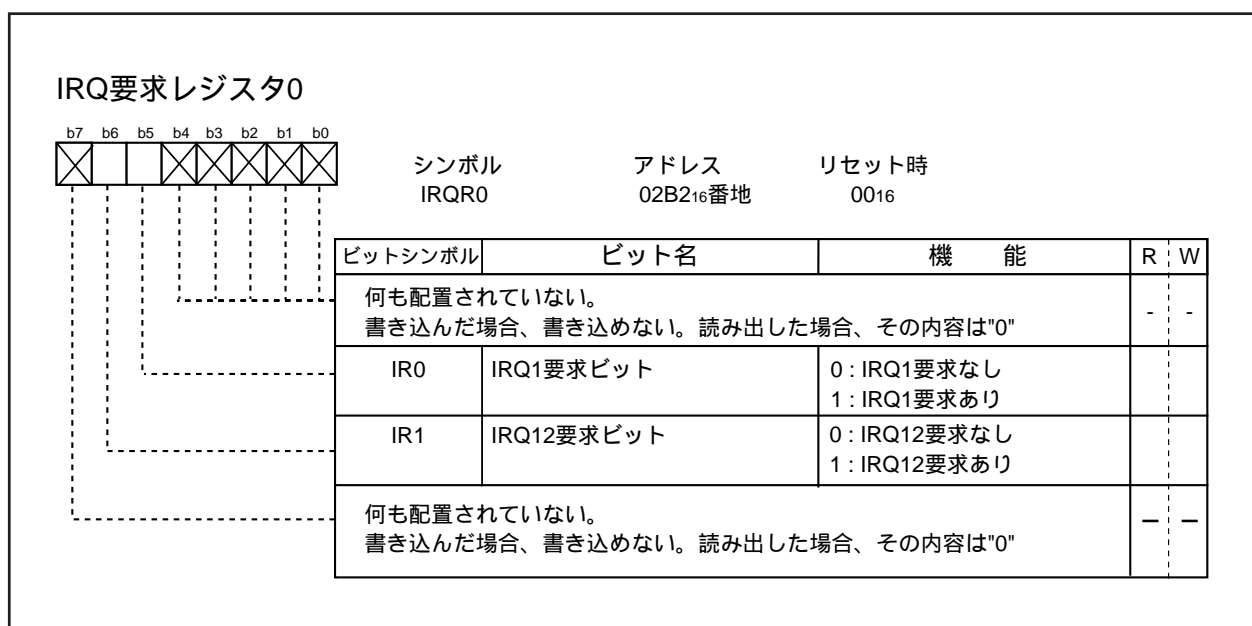 IRQ要求レジスタ0
b7 b6 b5 b4 b3 b2 b1 b0
シンボル アドレス リセット時
IRQR0 02B216番地 0016
ビットシンボル ビット名 機 能 R W
何も配置されていない。
書き込んだ場合、書き込めない。読み出した場合、その内容は"0" - -
IR0 IRQ1要求ビット 0 : IRQ1要求なし
1 : IRQ1要求あり
IR1 IRQ12要求ビット 0 : IRQ12要求なし
1 : IRQ12要求あり
何も配置されていない。
書き込んだ場合、書き込めない。読み出した場合、その内容は"0" – –